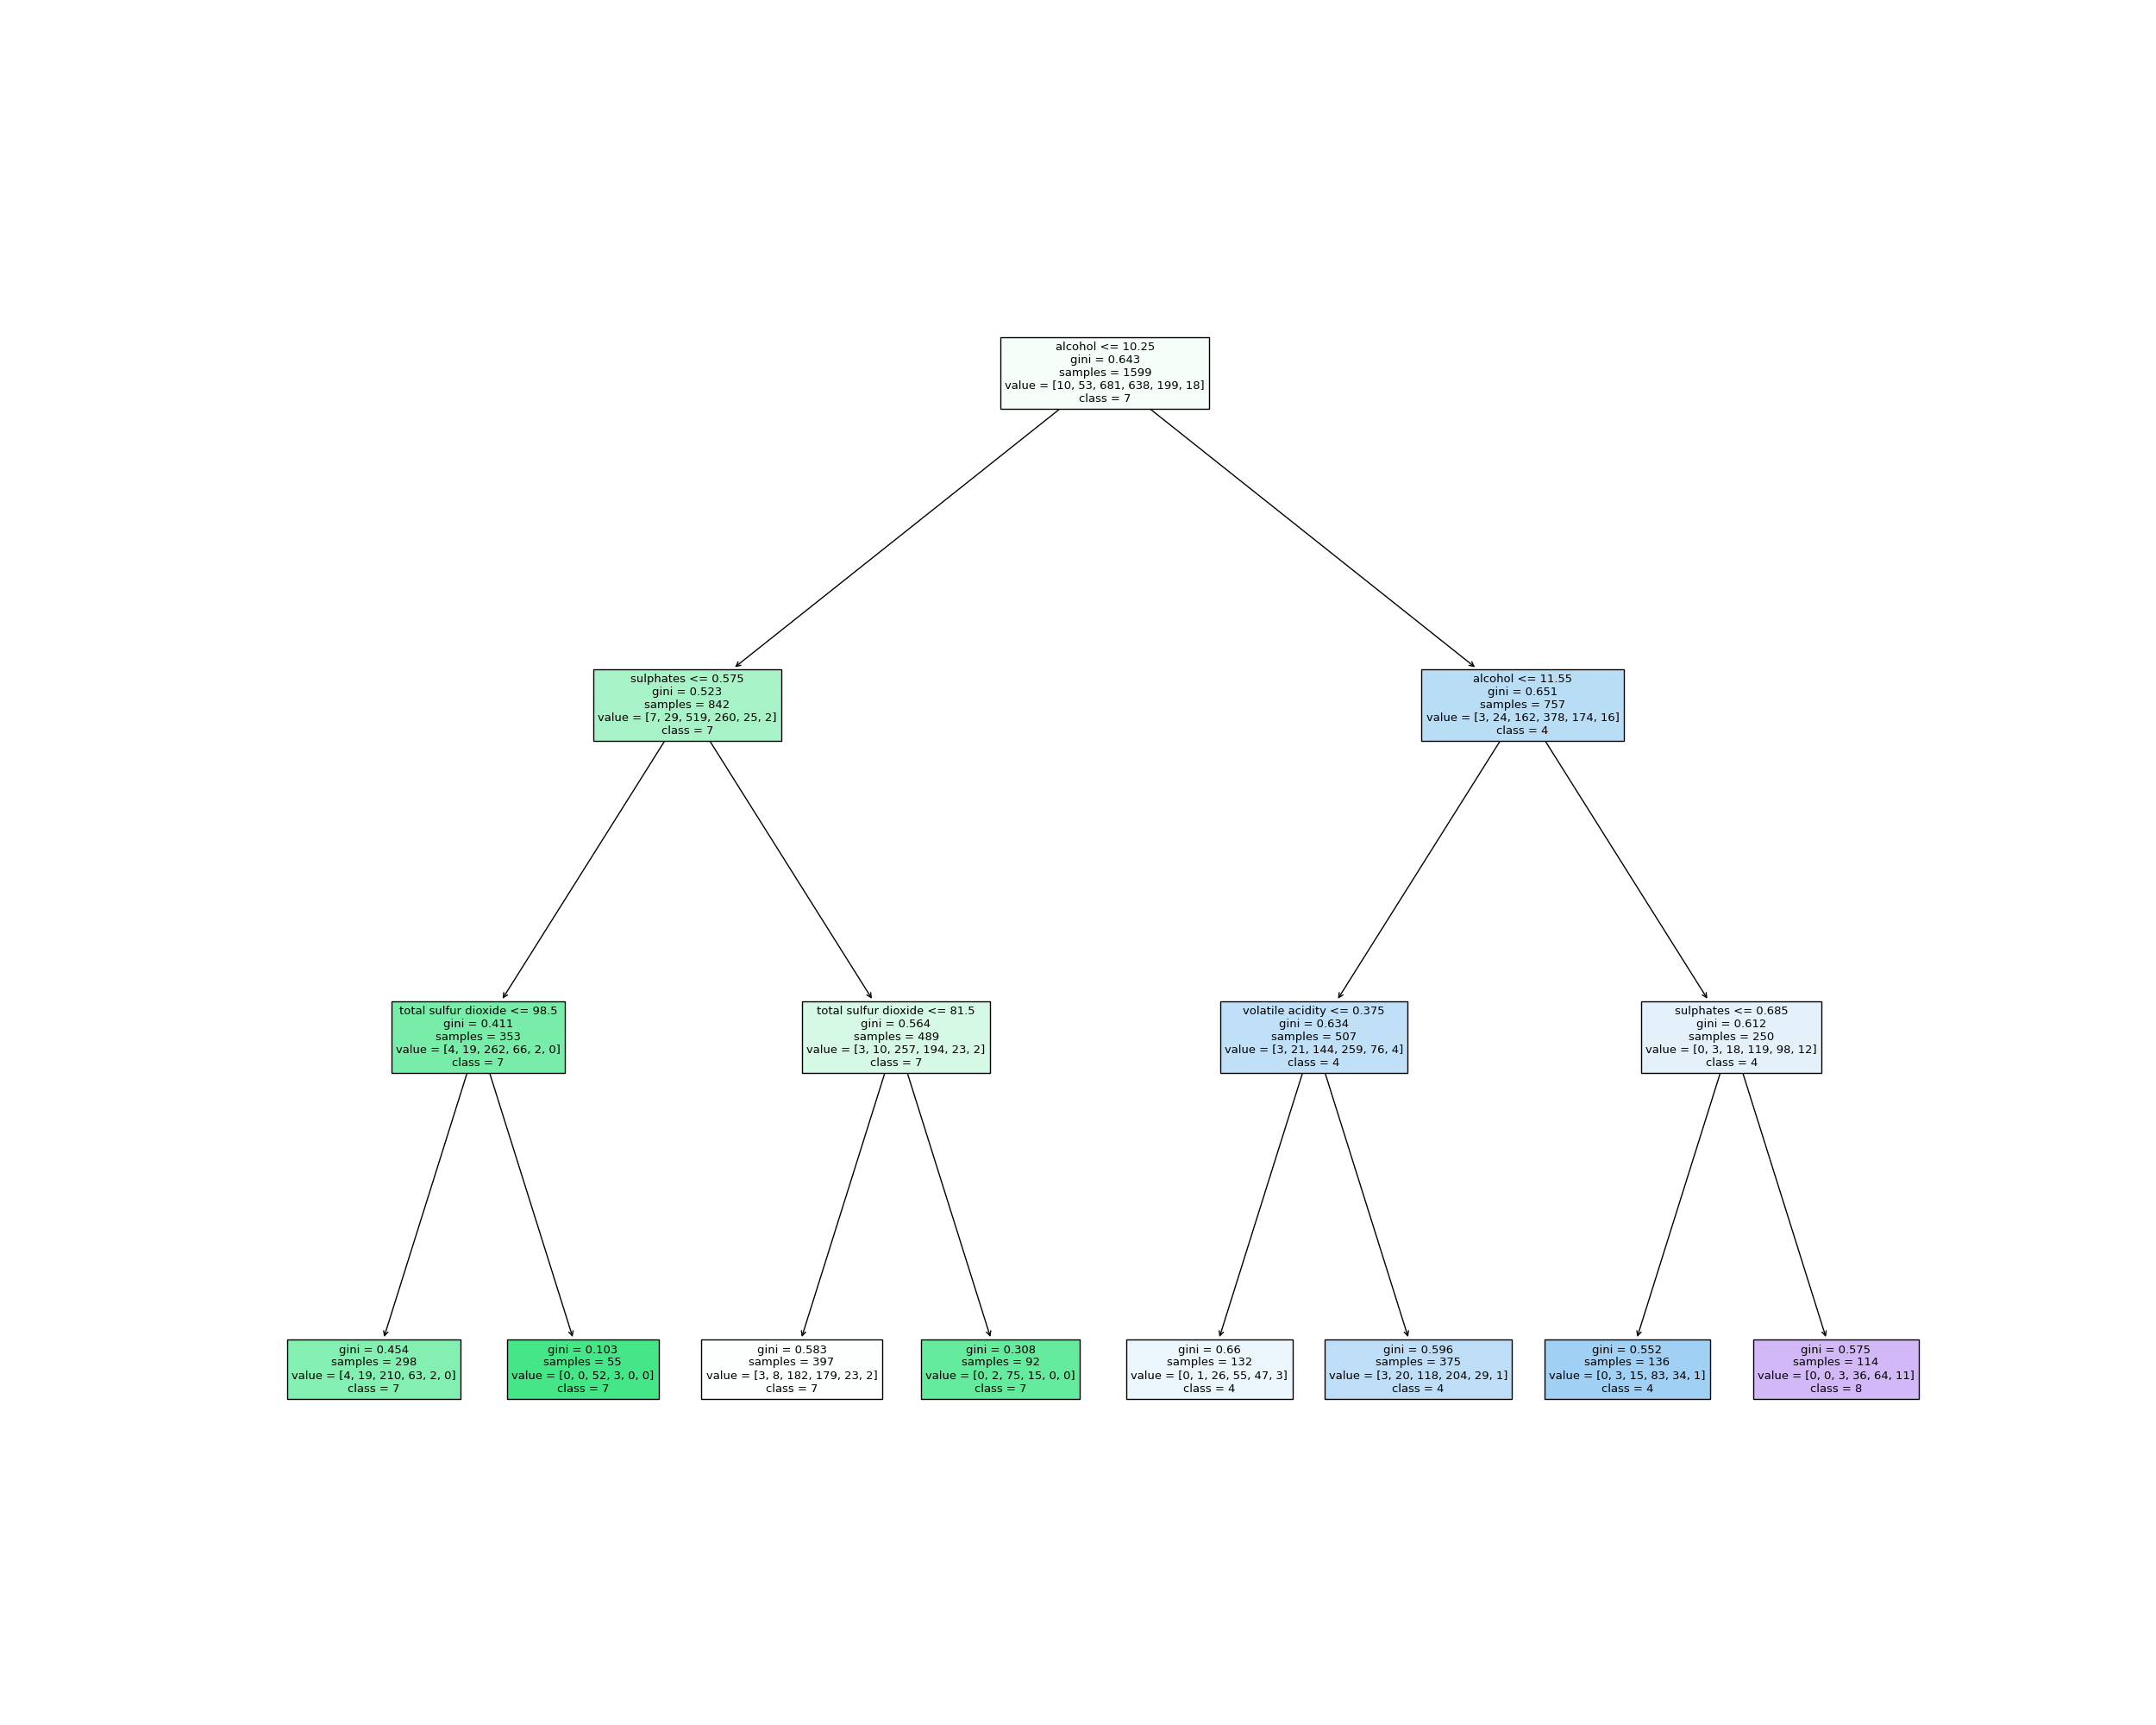 alcohol <= 10.25
gini = 0.643
samples = 1599
value = [10, 53, 681, 638, 199, 18]
class = 7
sulphates <= 0.575
gini = 0.523
samples = 842
value = [7, 29, 519, 260, 25, 2]
class = 7
alcohol <= 11.55
gini = 0.651
samples = 757
value = [3, 24, 162, 378, 174, 16]
class = 4
total sulfur dioxide <= 98.5
gini = 0.411
samples = 353
value = [4, 19, 262, 66, 2, 0]
class = 7
total sulfur dioxide <= 81.5
gini = 0.564
samples = 489
value = [3, 10, 257, 194, 23, 2]
class = 7
volatile acidity <= 0.375
gini = 0.634
samples = 507
value = [3, 21, 144, 259, 76, 4]
class = 4
sulphates <= 0.685
gini = 0.612
samples = 250
value = [0, 3, 18, 119, 98, 12]
class = 4
gini = 0.454
samples = 298
value = [4, 19, 210, 63, 2, 0]
class = 7
gini = 0.103
samples = 55
value = [0, 0, 52, 3, 0, 0]
class = 7
gini = 0.583
samples = 397
value = [3, 8, 182, 179, 23, 2]
class = 7
gini = 0.308
samples = 92
value = [0, 2, 75, 15, 0, 0]
class = 7
gini = 0.66
samples = 132
value = [0, 1, 26, 55, 47, 3]
class = 4
gini = 0.596
samples = 375
value = [3, 20, 118, 204, 29, 1]
class = 4
gini = 0.552
samples = 136
value = [0, 3, 15, 83, 34, 1]
class = 4
gini = 0.575
samples = 114
value = [0, 0, 3, 36, 64, 11]
class = 8